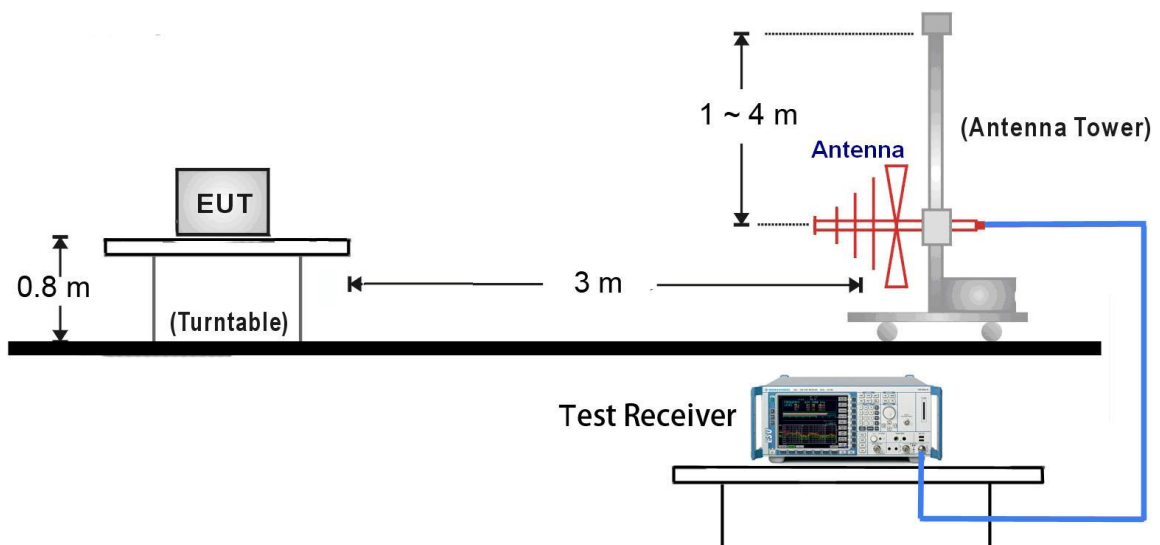 1 ~ 4 m
(Antenna Tower)
Antenna
EUT
0.8 m
3 m
(Turntable)
Test Receiver